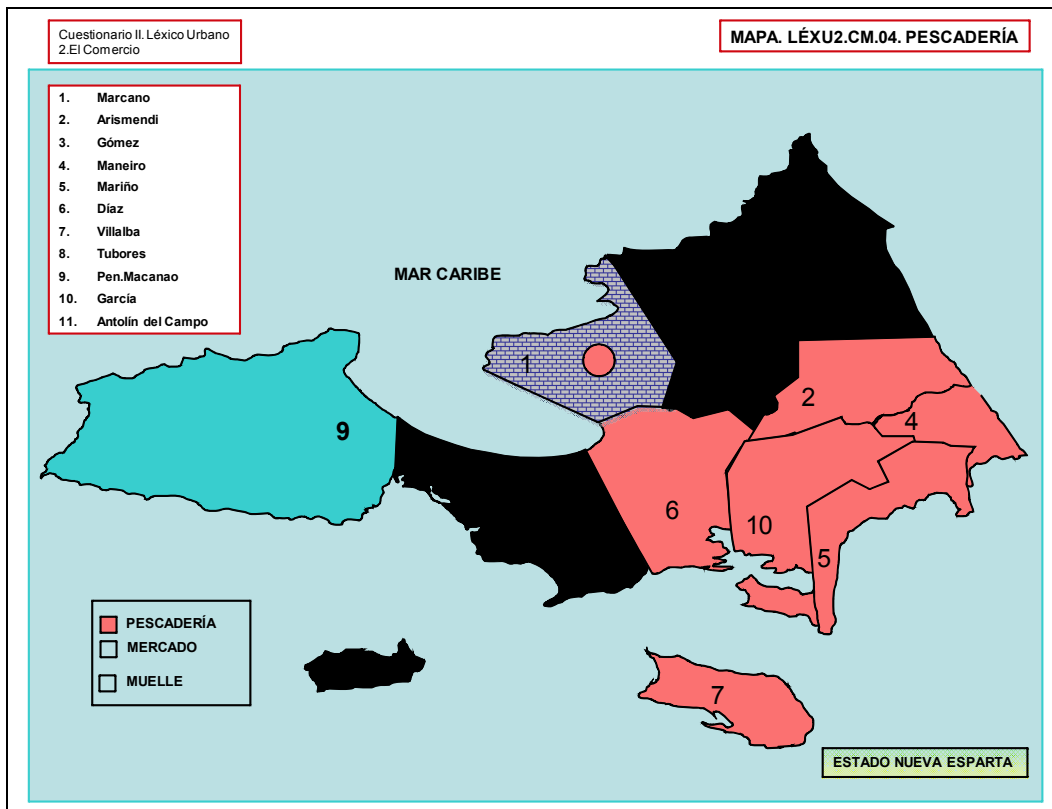 Cuestionario II. Léxico Urbano
2.El Comercio
MAPA. LÉXU2.CM.04. PESCADERÍA
1. Marcano
2. Arismendi
3. Gómez
4. Maneiro
5. Mariño
6. Díaz
7. Villalba
8. Tubores
9. Pen.Macanao
10. García
11. Antolín del Campo
MAR CARIBE
1
2
4
9
6
10
5
7
PESCADERÍA
MERCADO
MUELLE
ESTADO NUEVA ESPARTA